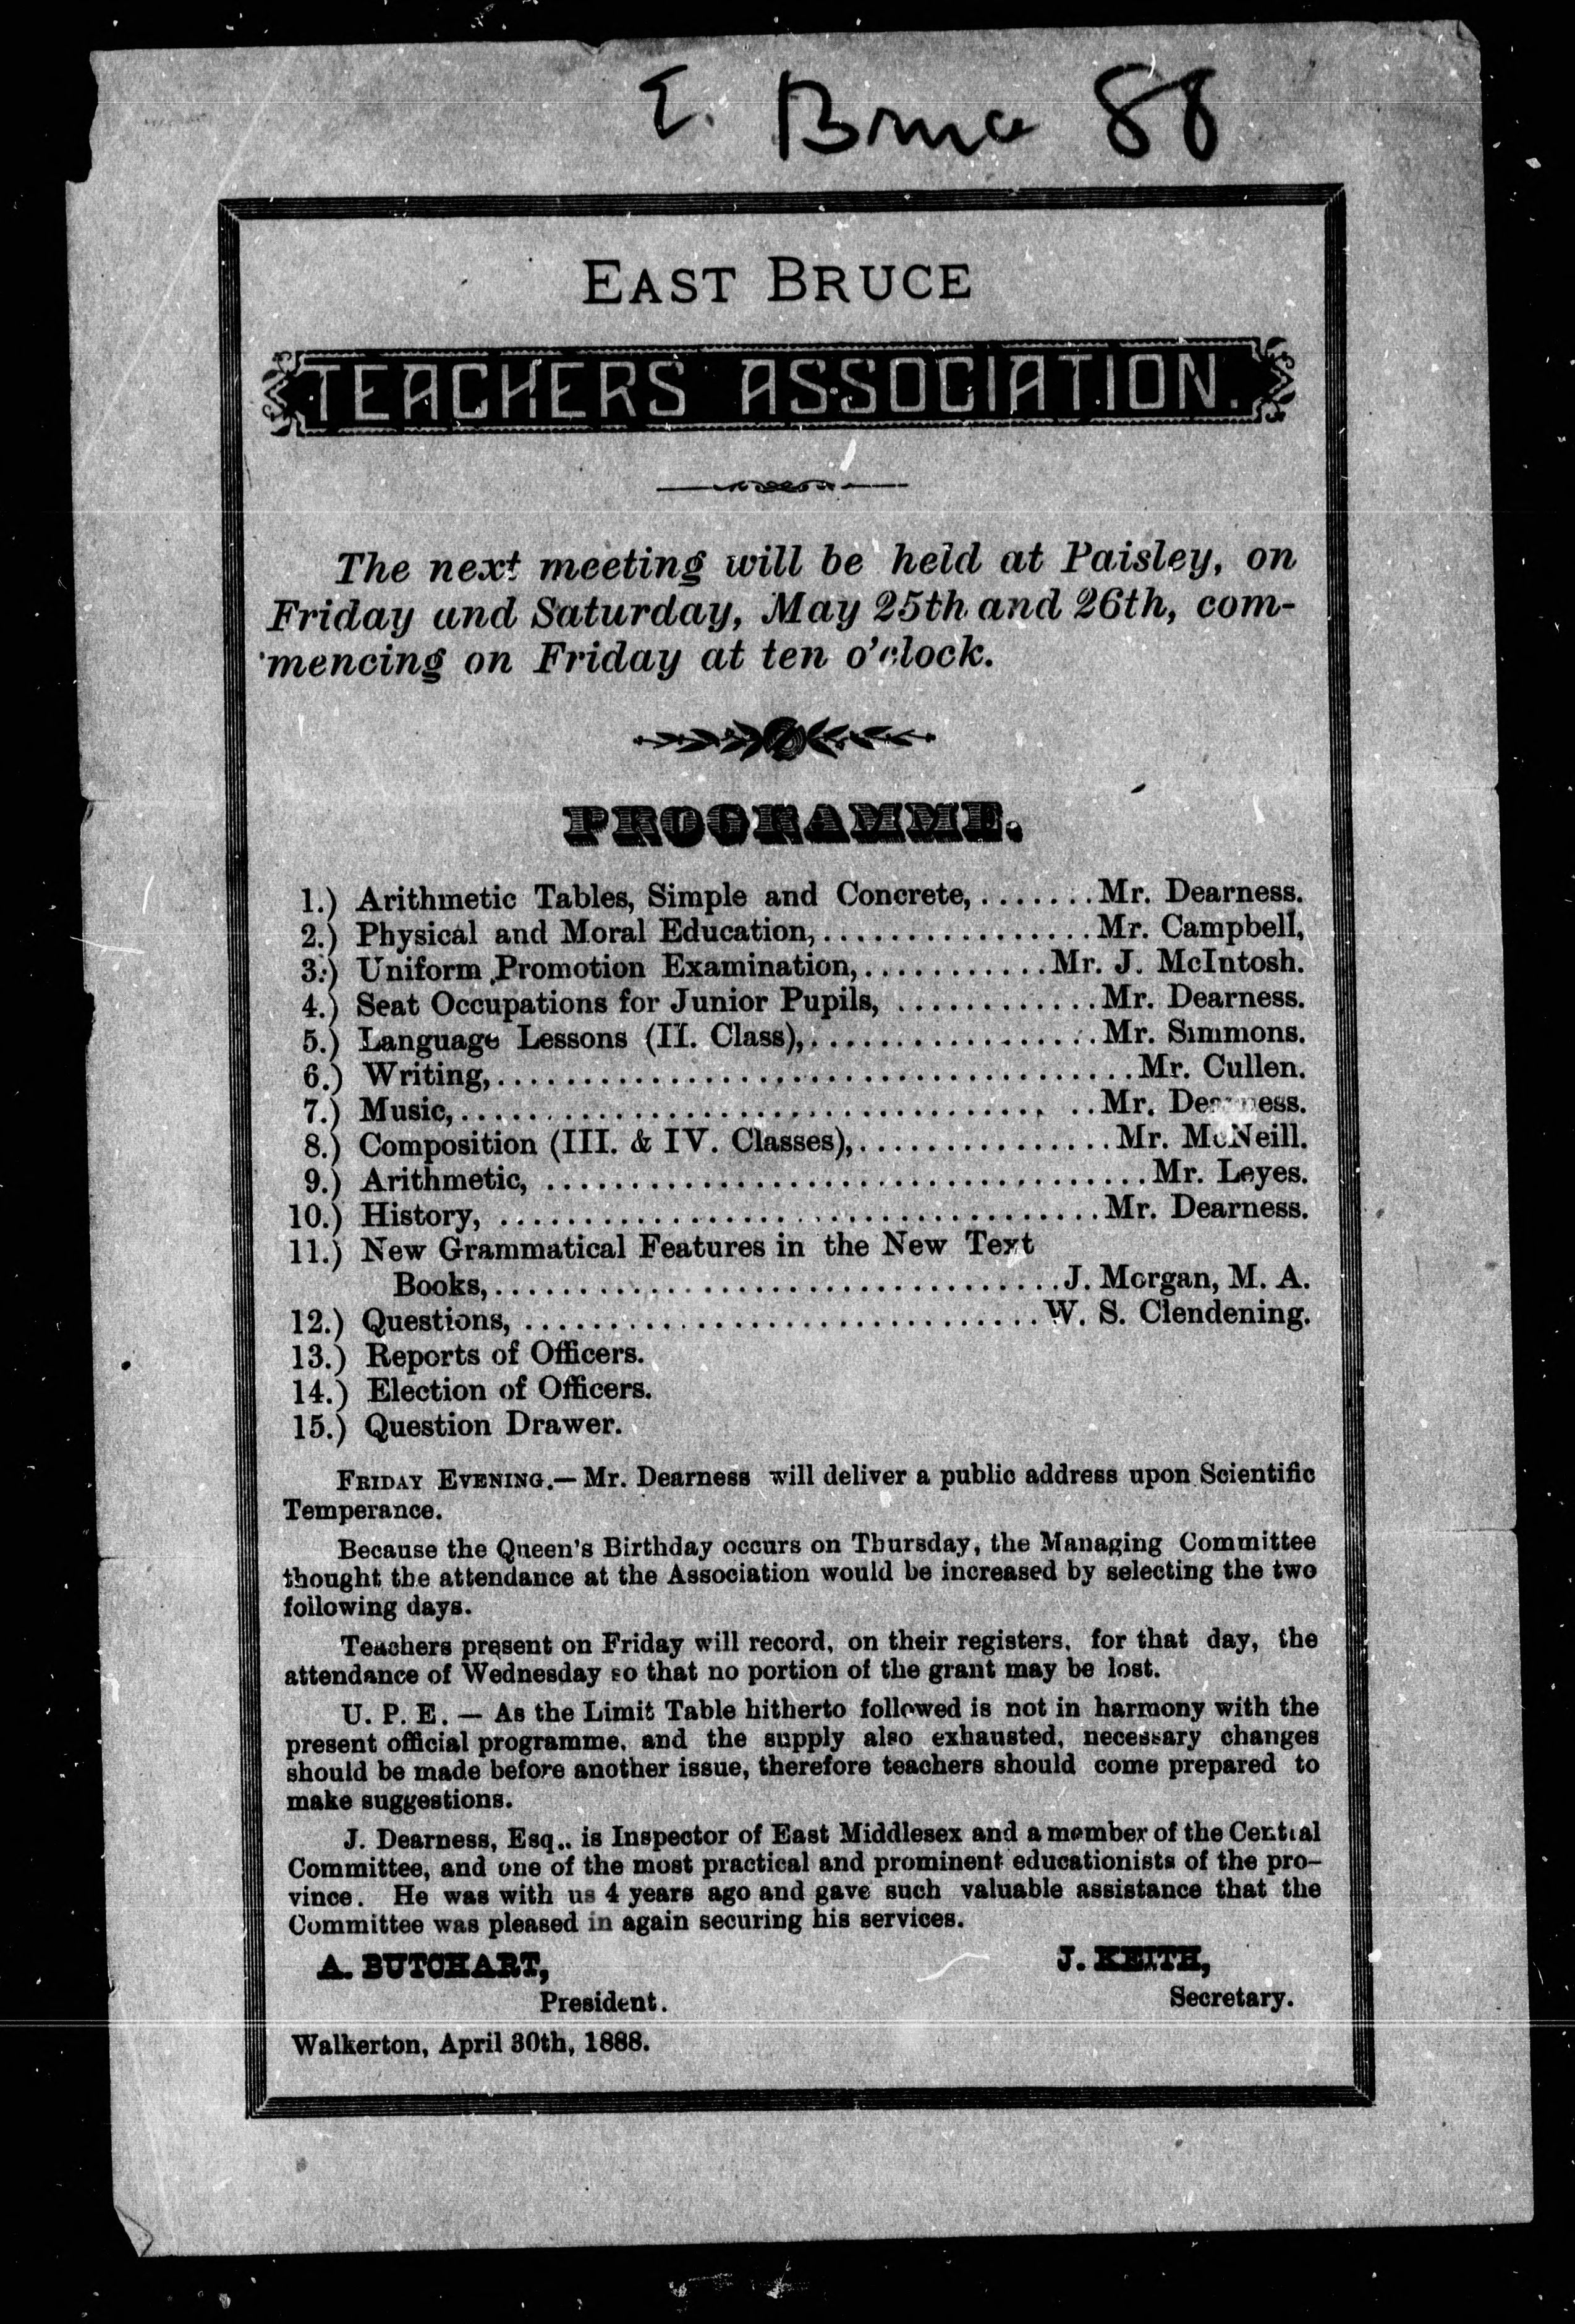 E. Bruce 88
EAST BRUCE
TEACHERS ASSOCIATION.
The next meeting will be held at Paisley, on
Friday and Saturday, May 25th and 26th, com-
mencing on Friday at ten o'clock.
PROGRAMME.
1.) Arithmetic Tables, Simple and Concrete,.......Mr. Dearness.
2.) Physical and Moral Education,................Mr. Campbell,
3.) Uniform Promotion Examination,...........Mr. J. McIntosh.
4.) Seat Occupations for Junior Pupils, ............Mr. Dearness.
5.) Language Lessons (II. Class),.................Mr. Simmons.
6.) Writing,.....................................Mr. Cullen.
7.) Music,.....................................Mr. Dearness.
8.) Composition (III. & IV. Classes),...............Mr. McNeill.
9.) Arithmetic, ...................................Mr. Leyes.
10.) History, ...................................Mr. Dearness.
11.) New Grammatical Features in the New Text
Books,.................................J. Morgan, M. A.
12.) Questions, ..............................W. S. Clendening.
13.) Reports of Officers.
14.) Election of Officers.
15.) Question Drawer.
FRIDAY EVENING.—Mr. Dearness will deliver a public address upon Scientific
Temperance.
Because the Queen's Birthday occurs on Thursday, the Managing Committee
thought the attendance at the Association would be increased by selecting the two
following days.
Teachers present on Friday will record, on their registers, for that day, the
attendance of Wednesday so that no portion of the grant may be lost.
U. P. E. — As the Limit Table hitherto followed is not in harmony with the
present official programme, and the supply also exhausted, necessary changes
should be made before another issue, therefore teachers should come prepared to
make suggestions.
J. Dearness, Esq., is Inspector of East Middlesex and a member of the Central
Committee, and one of the most practical and prominent educationists of the pro-
vince. He was with us 4 years ago and gave such valuable assistance that the
Committee was pleased in again securing his services.
A. BUTCHART, J. KEITH,
President. Secretary.
Walkerton, April 30th, 1888.